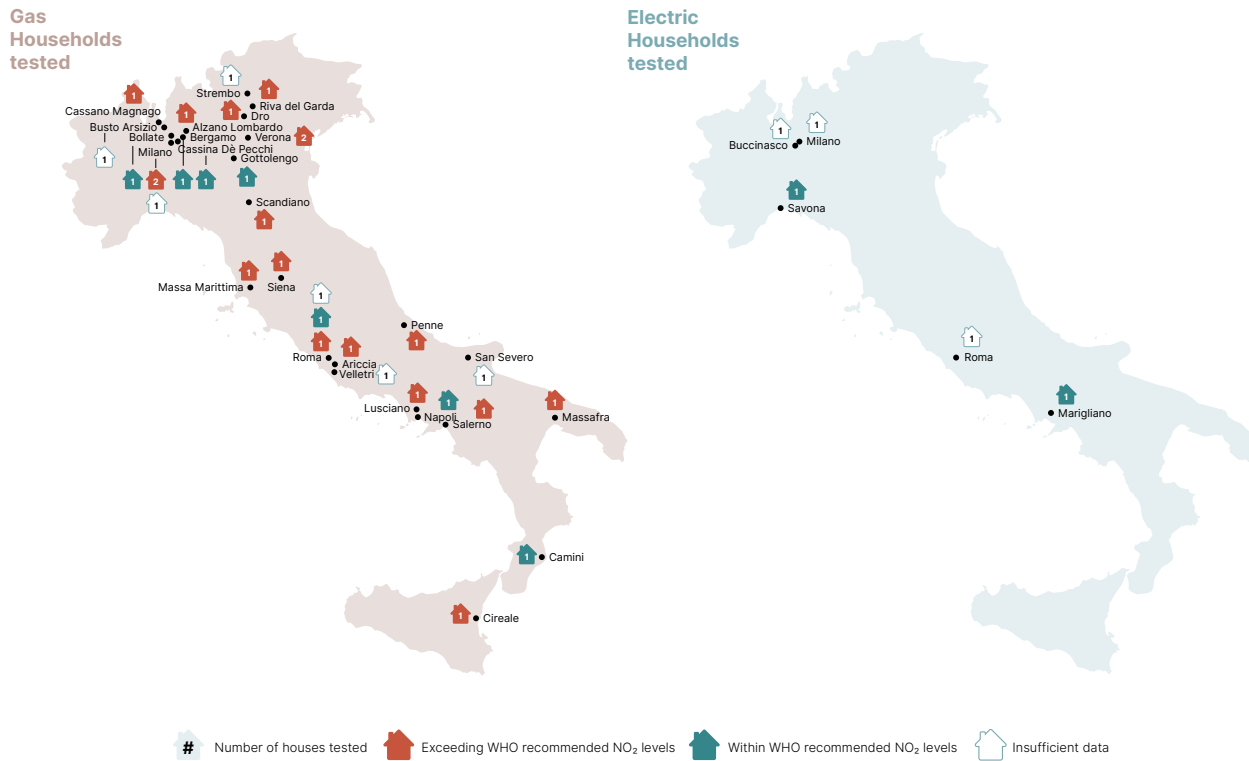 Gas
Households
tested
1
Strembo
1
1
Cassano Magnago
1
1
Riva del Garda
Dro
Busto Arsizio
Alzano Lombardo
Bollate
Bergamo
Verona
2
Milano
Cassina Dè Pecchi
1
Gottolengo
1
2
1
1
1
1
Scandiano
1
1
1
Massa Marittima
Siena
1
1
Penne
1
1
1
Roma
San Severo
Ariccia
Velletri
1
1
1
1
1
1
Lusciano
Napoli
Massafra
Salerno
1
Camini
1
Cireale
Electric
Households
tested
1
1
Buccinasco
Milano
1
Savona
1
Roma
1
Marigliano
# Number of houses tested
Exceeding WHO recommended NO₂ levels
Within WHO recommended NO₂ levels
Insufficient data